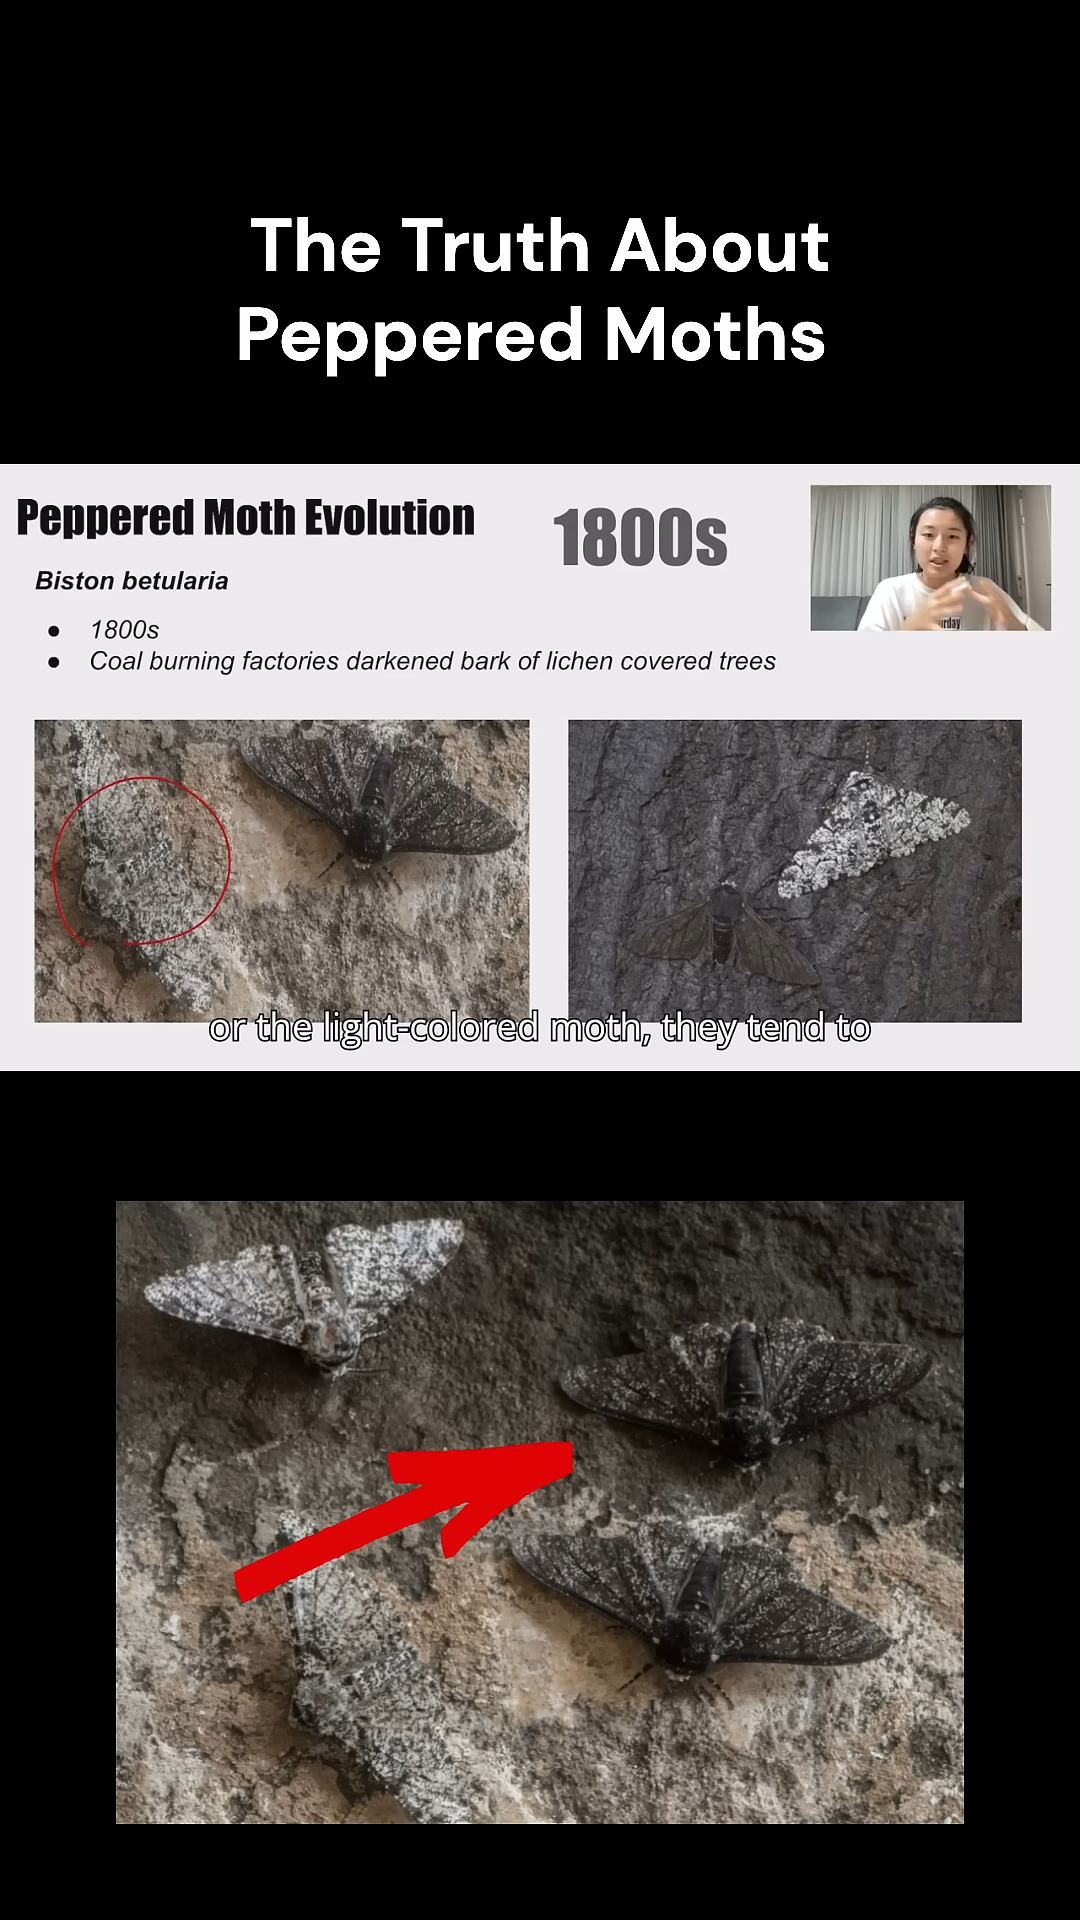 The Truth About
Peppered Moths
Peppered Moth Evolution
1800s
Biston betularia
● 1800s
● Coal burning factories darkened bark of lichen covered trees
urday
or the light-colored moth, they tend to